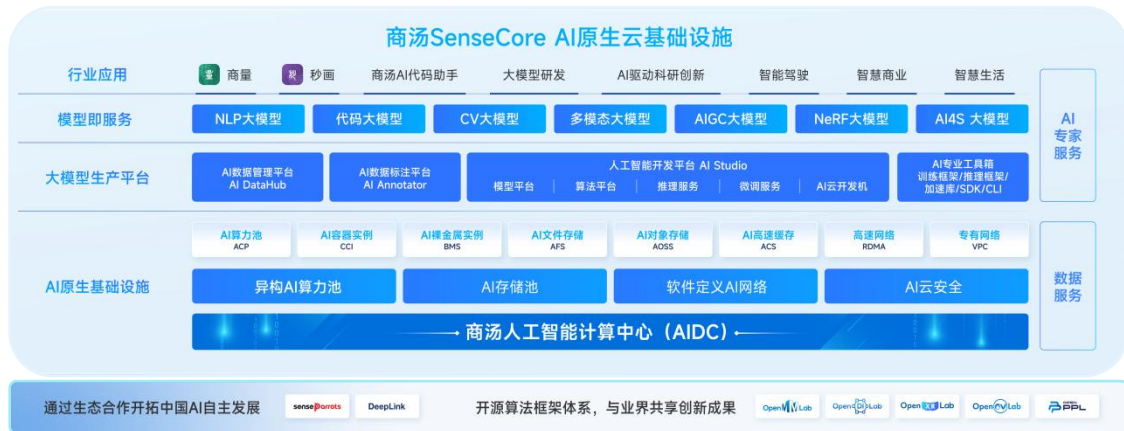 商汤SenseCore AI原生云基础设施
行业应用
商量
秒画
商汤AI代码助手
大模型研发
AI驱动科研创新
智能驾驶
智慧商业
智慧生活
模型即服务
NLP大模型
代码大模型
CV大模型
多模态大模型
AIGC大模型
NeRF大模型
AI4S 大模型
AI
专家
服务
大模型生产平台
AI数据管理平台
AI DataHub
AI数据标注平台
AI Annotator
人工智能开发平台 AI Studio
模型平台
算法平台
推理服务
微调服务
AI云开发机
AI专业工具箱
训练框架/推理框架/
加速库/SDK/CLI
AI原生基础设施
AI算力池
ACP
AI容器实例
CCI
AI裸金属实例
BMS
AI文件存储
AFS
AI对象存储
AOSS
AI高速缓存
ACS
高速网络
RDMA
专有网络
VPC
异构AI算力池
AI存储池
软件定义AI网络
AI云安全
商汤人工智能计算中心（AIDC）
数据
服务
通过生态合作开拓中国AI自主发展
senseparrots
DeepLink
开源算法框架体系，与业界共享创新成果
OpenMMLab
OpenDILab
OpenXRLab
Lab
PPL